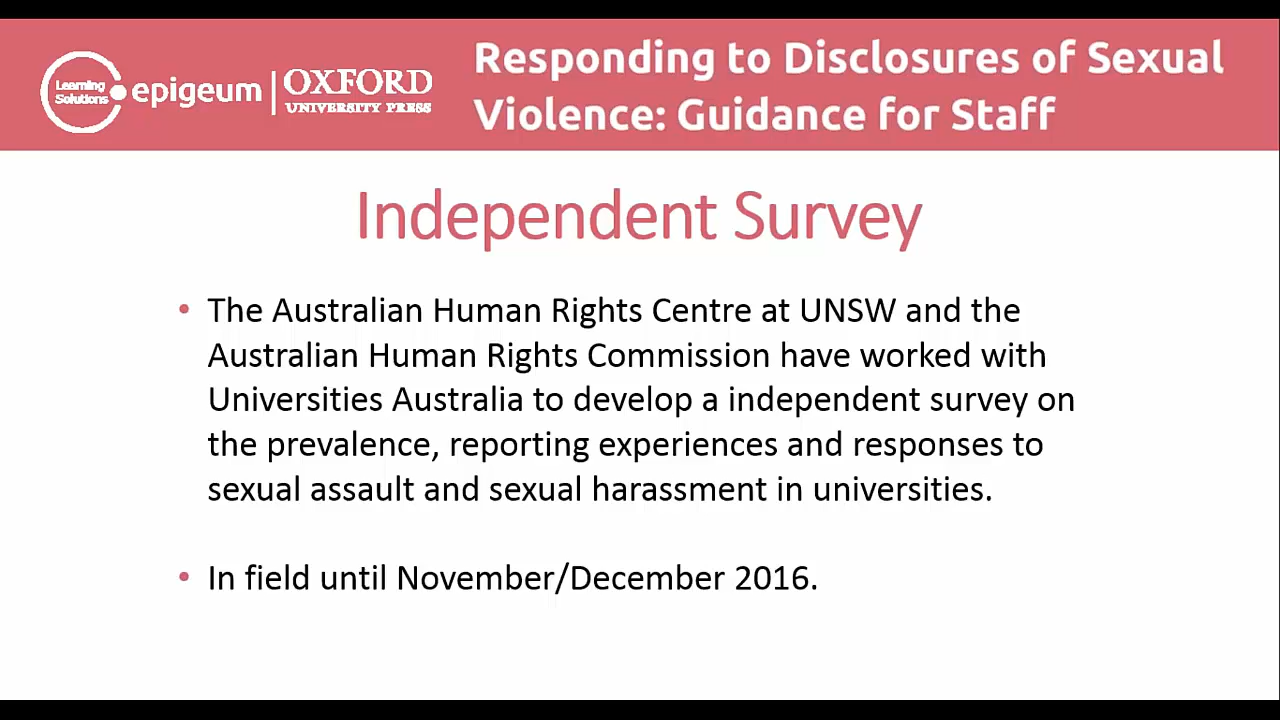 Learning
Solutions
epigeum
OXFORD
UNIVERSITY PRESS
Responding to Disclosures of Sexual
Violence: Guidance for Staff
Independent Survey
• The Australian Human Rights Centre at UNSW and the
Australian Human Rights Commission have worked with
Universities Australia to develop a independent survey on
the prevalence, reporting experiences and responses to
sexual assault and sexual harassment in universities.
• In field until November/December 2016.